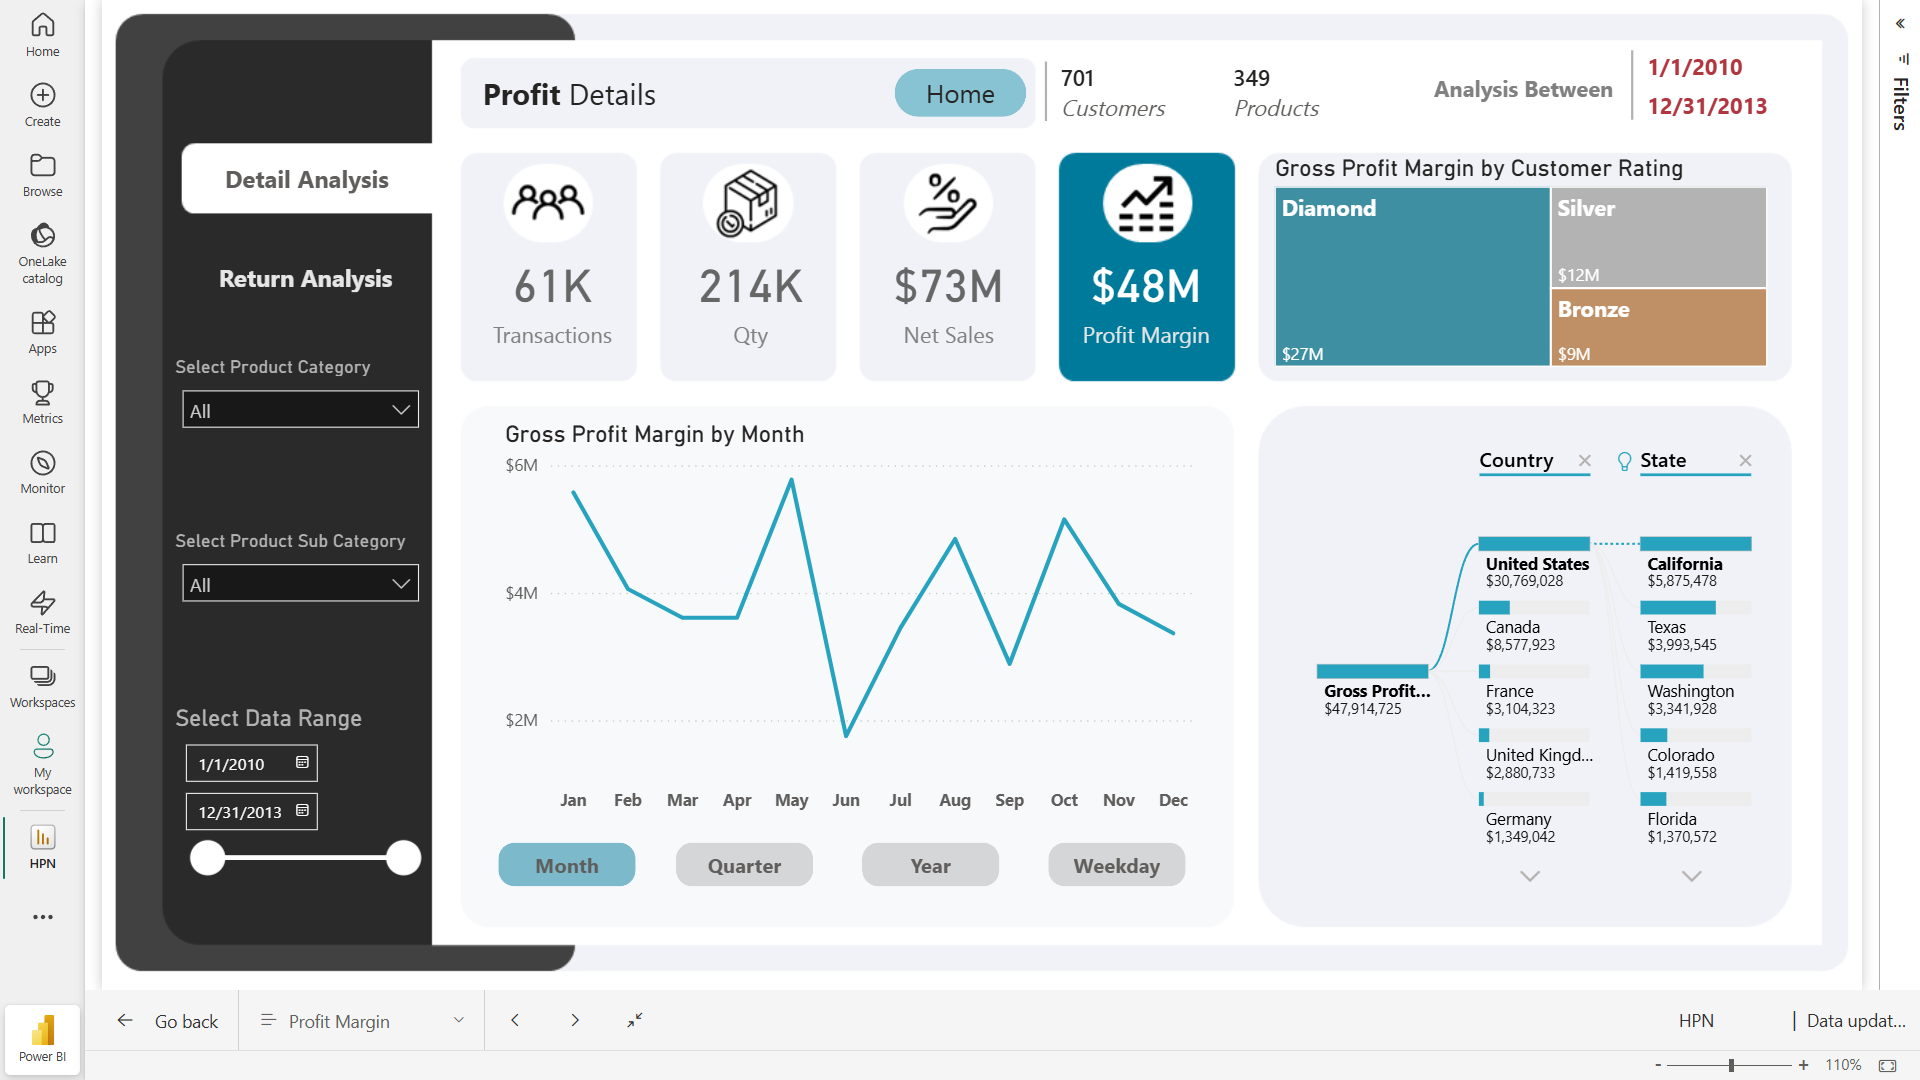 Home
Create
Browse
OneLake
catalog
Apps
Metrics
Monitor
Learn
Real-Time
Workspaces
My
workspace
HPN
Power BI
Detail Analysis
Return Analysis
Select Product Category
All
Select Product Sub Category
All
Select Data Range
1/1/2010
12/31/2013
Profit Details
Home
701
Customers
349
Products
Analysis Between
1/1/2010
12/31/2013
61K
Transactions
214K
Qty
$73M
Net Sales
$48M
Profit Margin
Gross Profit Margin by Customer Rating
Diamond
$27M
Silver
$12M
Bronze
$9M
Gross Profit Margin by Month
$6M
$4M
$2M
Jan Feb Mar Apr May Jun Jul Aug Sep Oct Nov Dec
Month
Quarter
Year
Weekday
Country
State
Gross Profit...
$47,914,725
United States
$30,769,028
Canada
$8,577,923
France
$3,104,323
United Kingd...
$2,880,733
Germany
$1,349,042
California
$5,875,478
Texas
$3,993,545
Washington
$3,341,928
Colorado
$1,419,558
Florida
$1,370,572
Filters
Go back
Profit Margin
HPN
| Data updat...
- + 110%